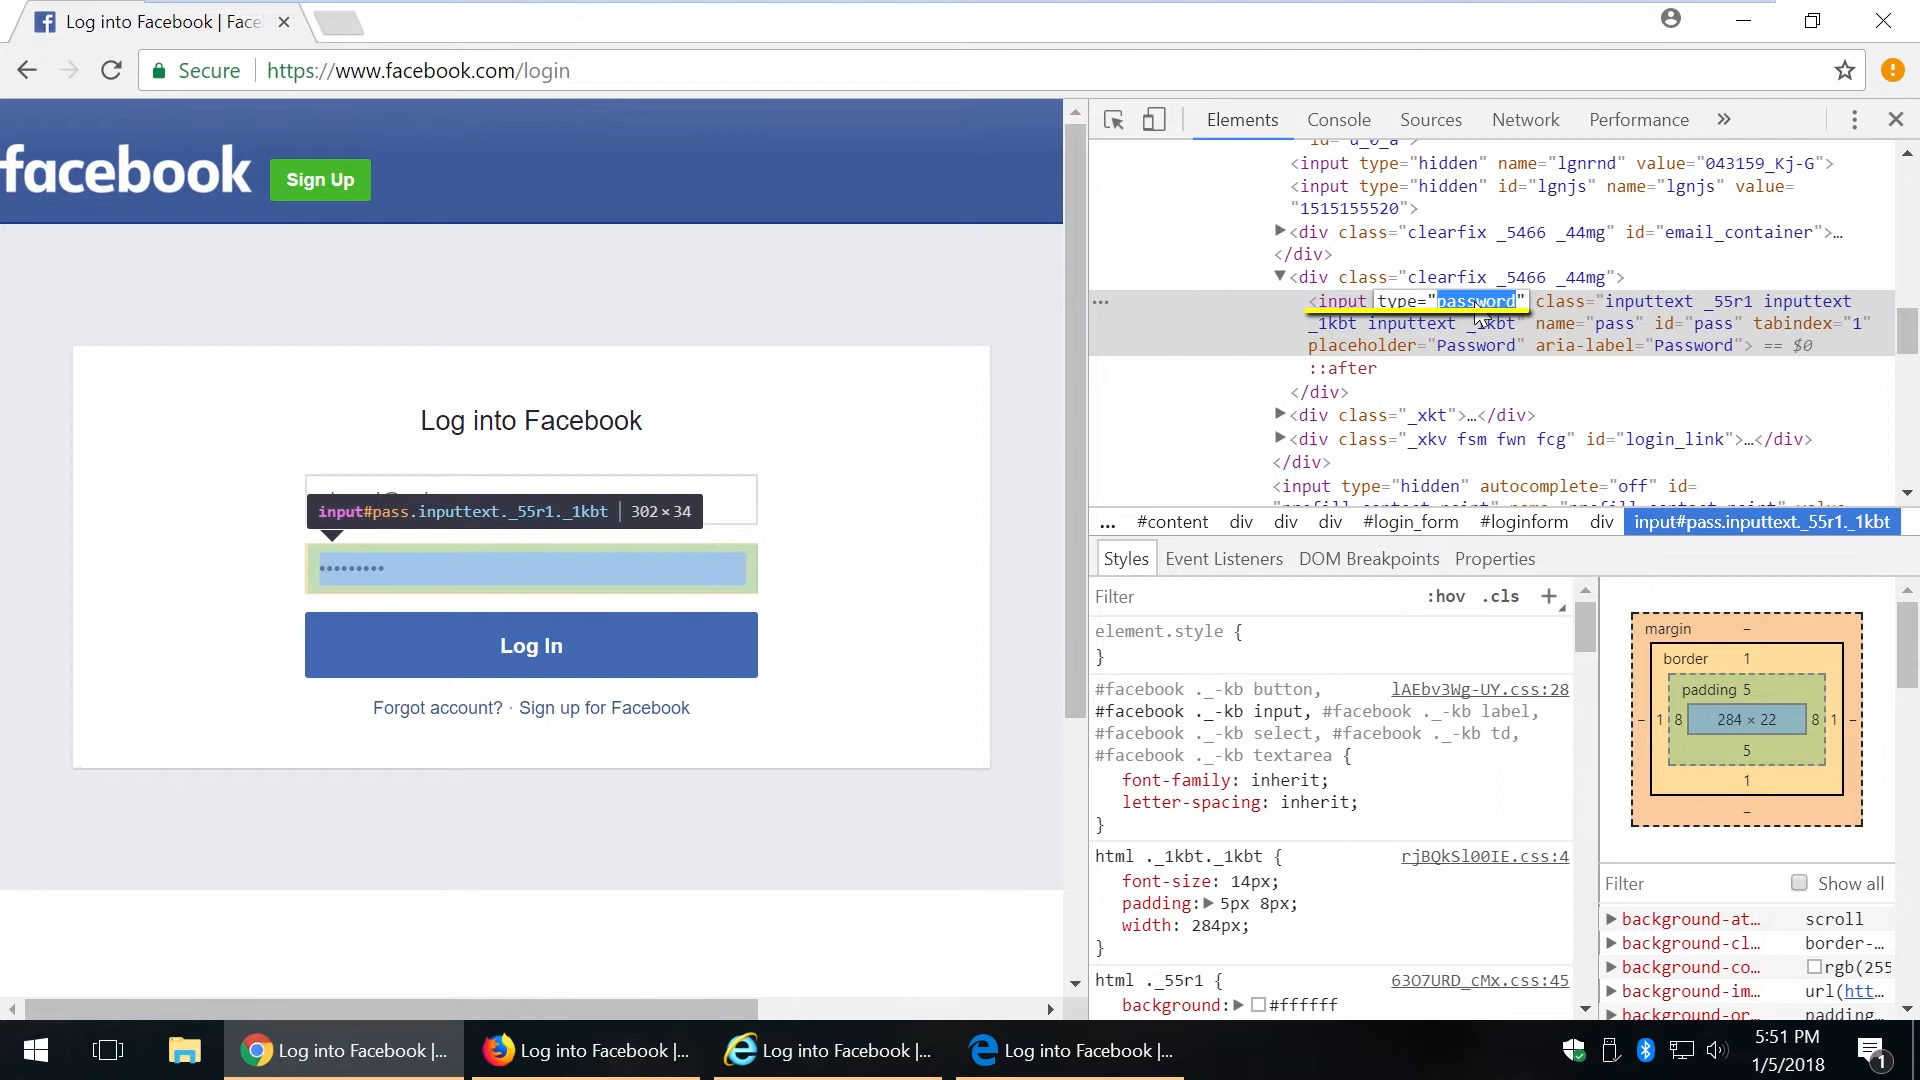 Log into Facebook | Face
Secure
https://www.facebook.com/login
facebook
Sign Up
Log into Facebook
input#pass.inputtext._55r1._1kbt
302 × 34
•••••••••
Log In
Forgot account? · Sign up for Facebook
Elements
Console
Sources
Network
Performance
»
<input type="hidden" name="lgnrnd" value="043159_Kj-G">
<input type="hidden" id="lgnjs" name="lgnjs" value=
"1515155520">
<div class="clearfix _5466 _44mg" id="email_container">…
</div>
<div class="clearfix _5466 _44mg">
<input type="password" class="inputtext _55r1 inputtext
_1kbt inputtext _1kbt" name="pass" id="pass" tabindex="1"
placeholder="Password" aria-label="Password"> == $0
::after
</div>
<div class="_xkt">…</div>
<div class="_xkv fsm fwn fcg" id="login_link">…</div>
</div>
<input type="hidden" autocomplete="off" id=
... #content div div div #login_form #loginform div input#pass.inputtext._55r1._1kbt
Styles
Event Listeners
DOM Breakpoints
Properties
Filter
:hov .cls +
element.style {
}
#facebook ._-kb button, lAEbv3Wg-UY.css:28
#facebook ._-kb input, #facebook ._-kb label,
#facebook ._-kb select, #facebook ._-kb td,
#facebook ._-kb textarea {
font-family: inherit;
letter-spacing: inherit;
}
html ._1kbt._1kbt { rjBQkSl00IE.css:4
font-size: 14px;
padding: 5px 8px;
width: 284px;
}
html ._55r1 { 63O7URD_cMx.css:45
background: #ffffff
margin –
border 1
padding 5
– 1 8 284 × 22 8 1 –
5
1
–
Filter
Show all
background-at… scroll
background-cl… border-…
background-co… rgb(255
background-im… url(htt…
background-or… padding
Log into Facebook |...
Log into Facebook |...
Log into Facebook |...
Log into Facebook |...
5:51 PM
1/5/2018
1